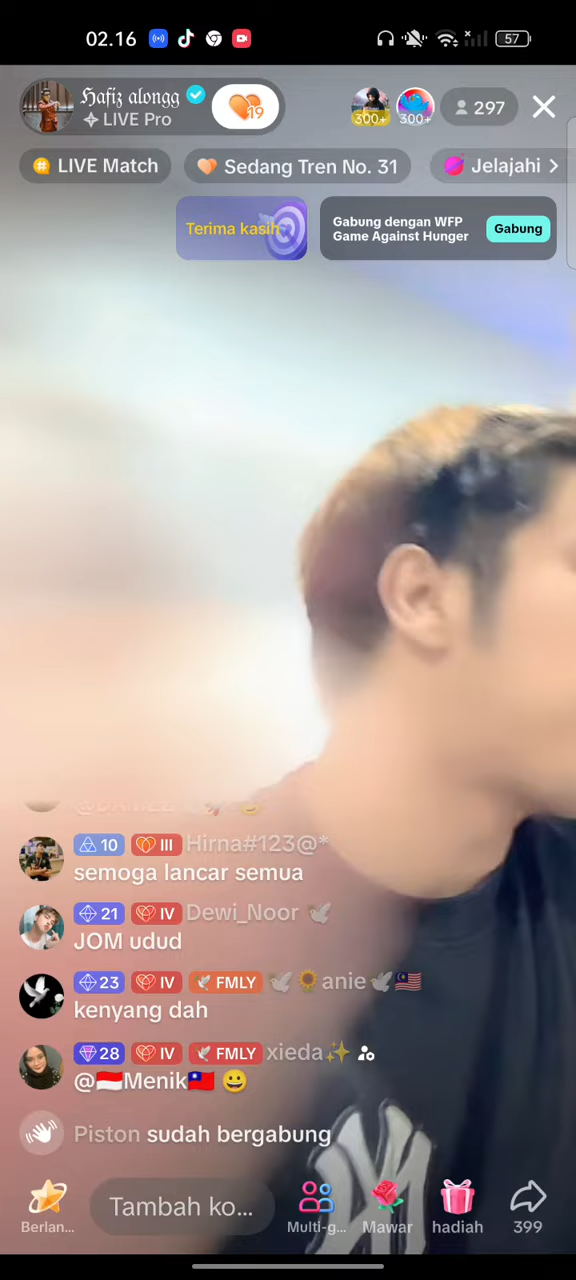 02.16
57
ℌafiz alongg
LIVE Pro
19
300+
300+
297
LIVE Match
Sedang Tren No. 31
Jelajahi
Terima kasih
Gabung dengan WFP
Game Against Hunger
Gabung
10 III Hirna#123@*
semoga lancar semua
21 IV Dewi_Noor 🕊
JOM udud
23 IV FMLY 🕊🌻anie🕊🇲🇾
kenyang dah
28 IV FMLY xieda✨
@🇮🇩Menik🇹🇼 😀
Piston sudah bergabung
Tambah ko...
Berlan...
Multi-g...
Mawar
hadiah
399